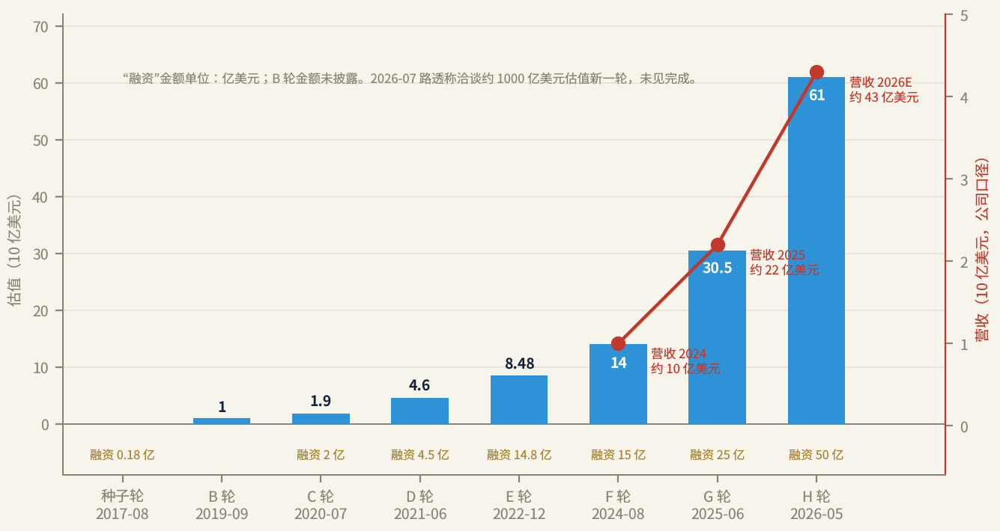 “融资”金额单位：亿美元；B 轮金额未披露。2026-07 路透称洽谈约 1000 亿美元估值新一轮，未见完成。
估值（10 亿美元）
70
60
50
40
30
20
10
0
营收（10 亿美元，公司口径）
5
4
3
2
1
0
1
1.9
4.6
8.48
14
30.5
61
营收 2024
约 10 亿美元
营收 2025
约 22 亿美元
营收 2026E
约 43 亿美元
融资 0.18 亿
融资 2 亿
融资 4.5 亿
融资 14.8 亿
融资 15 亿
融资 25 亿
融资 50 亿
种子轮
2017-08
B 轮
2019-09
C 轮
2020-07
D 轮
2021-06
E 轮
2022-12
F 轮
2024-08
G 轮
2025-06
H 轮
2026-05